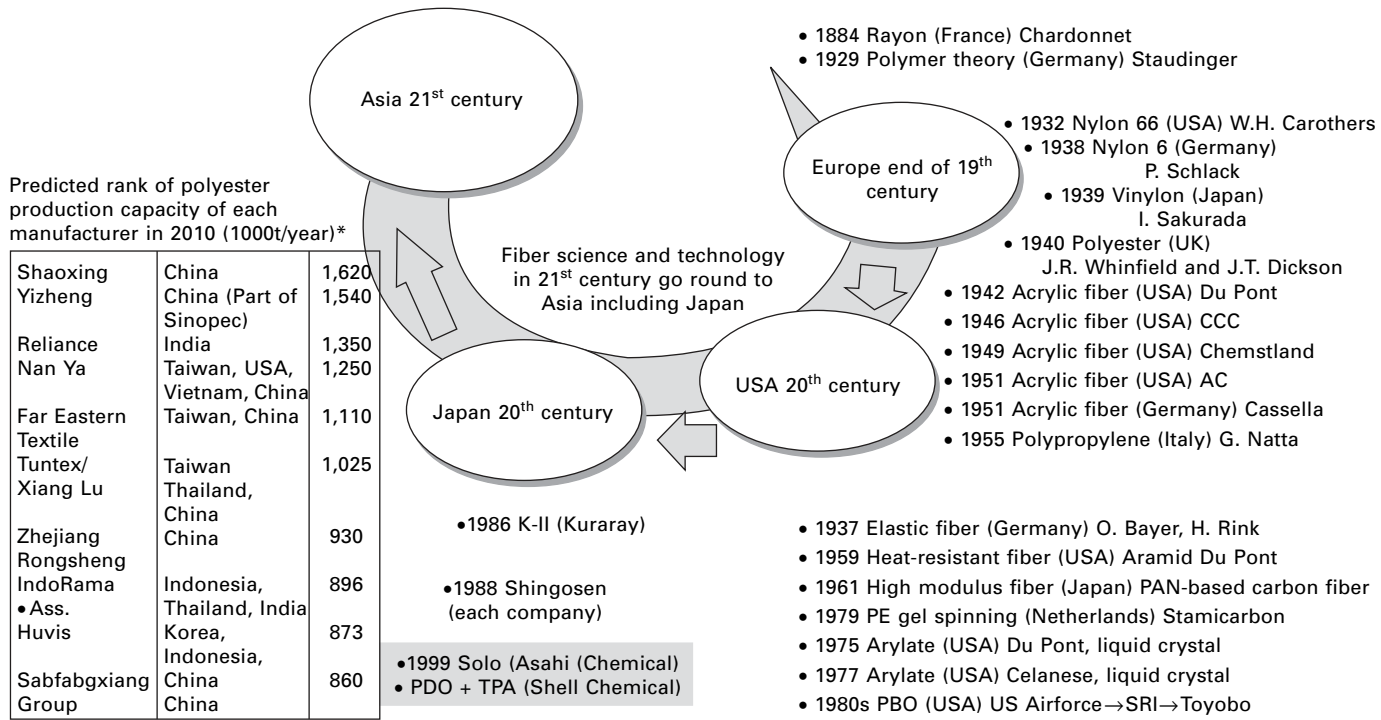 • 1884 Rayon (France) Chardonnet
• 1929 Polymer theory (Germany) Staudinger
Asia 21st century
Europe end of 19th
century
• 1932 Nylon 66 (USA) W.H. Carothers
• 1938 Nylon 6 (Germany)
P. Schlack
• 1939 Vinylon (Japan)
I. Sakurada
• 1940 Polyester (UK)
J.R. Whinfield and J.T. Dickson
• 1942 Acrylic fiber (USA) Du Pont
• 1946 Acrylic fiber (USA) CCC
• 1949 Acrylic fiber (USA) Chemstland
• 1951 Acrylic fiber (USA) AC
• 1951 Acrylic fiber (Germany) Cassella
• 1955 Polypropylene (Italy) G. Natta
Fiber science and technology
in 21st century go round to
Asia including Japan
USA 20th century
Japan 20th century
Predicted rank of polyester
production capacity of each
manufacturer in 2010 (1000t/year)*
Shaoxing China 1,620
Yizheng China (Part of 1,540
Sinopec)
Reliance India 1,350
Nan Ya Taiwan, USA, 1,250
Vietnam, China
Far Eastern Taiwan, China 1,110
Textile
Tuntex/ Taiwan 1,025
Xiang Lu Thailand,
China
Zhejiang China 930
Rongsheng
IndoRama Indonesia, 896
• Ass. Thailand, India
Huvis Korea, 873
Indonesia,
Sabfabgxiang China 860
Group China
•1986 K-II (Kuraray)
•1988 Shingosen
(each company)
•1999 Solo (Asahi (Chemical)
• PDO + TPA (Shell Chemical)
• 1937 Elastic fiber (Germany) O. Bayer, H. Rink
• 1959 Heat-resistant fiber (USA) Aramid Du Pont
• 1961 High modulus fiber (Japan) PAN-based carbon fiber
• 1979 PE gel spinning (Netherlands) Stamicarbon
• 1975 Arylate (USA) Du Pont, liquid crystal
• 1977 Arylate (USA) Celanese, liquid crystal
• 1980s PBO (USA) US Airforce→SRI→Toyobo